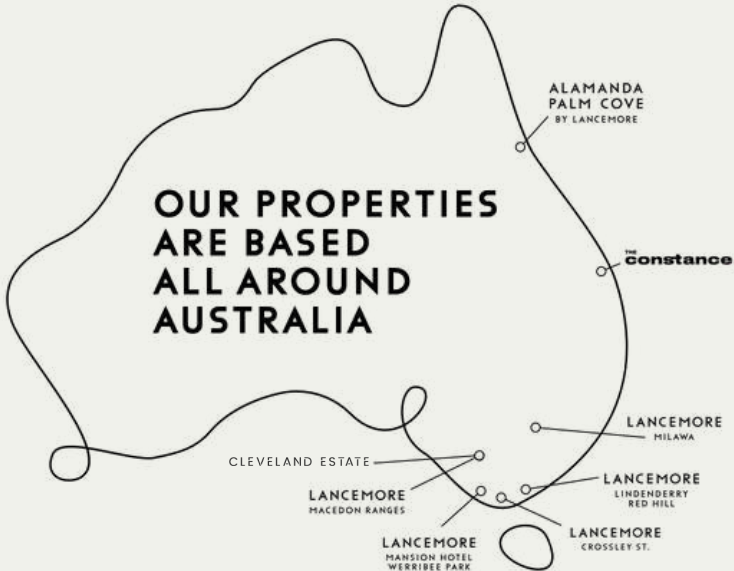 ALAMANDA
PALM COVE
BY LANCEMORE
OUR PROPERTIES
ARE BASED
ALL AROUND
AUSTRALIA
THE
constance
LANCEMORE
MILAWA
CLEVELAND ESTATE
LANCEMORE
MACEDON RANGES
LANCEMORE
LINDENDERRY
RED HILL
LANCEMORE
CROSSLEY ST.
LANCEMORE
MANSION HOTEL
WERRIBEE PARK